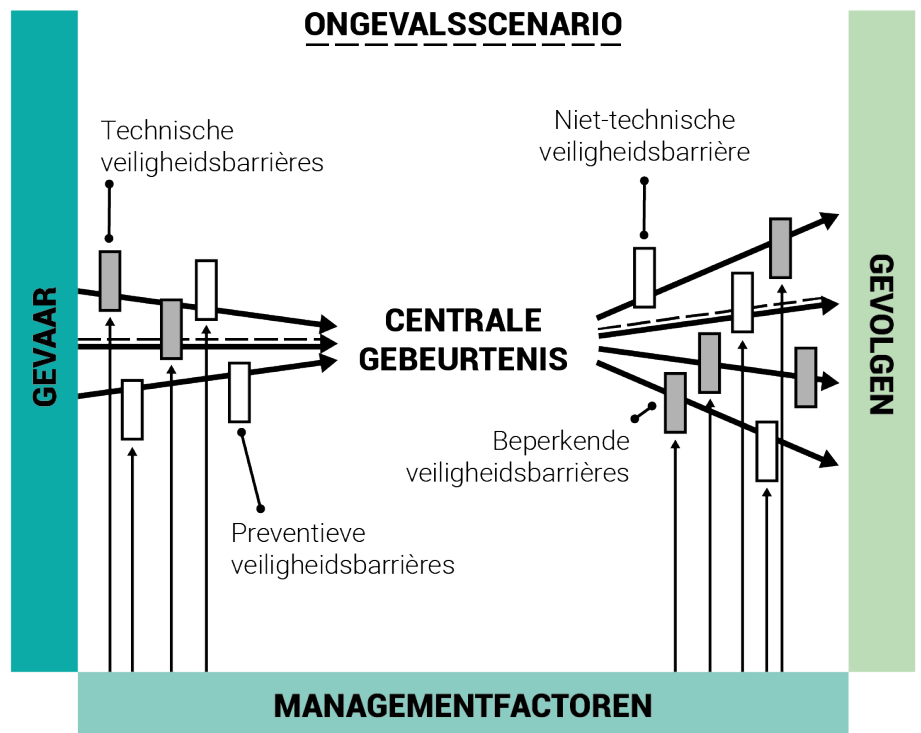 ONGEVALSSCENARIO
Technische
veiligheidsbarrières
Niet-technische
veiligheidsbarrière
GEVAAR
CENTRALE
GEBEURTENIS
GEVOLGEN
Beperkende
veiligheidsbarrières
Preventieve
veiligheidsbarrières
MANAGEMENTFACTOREN